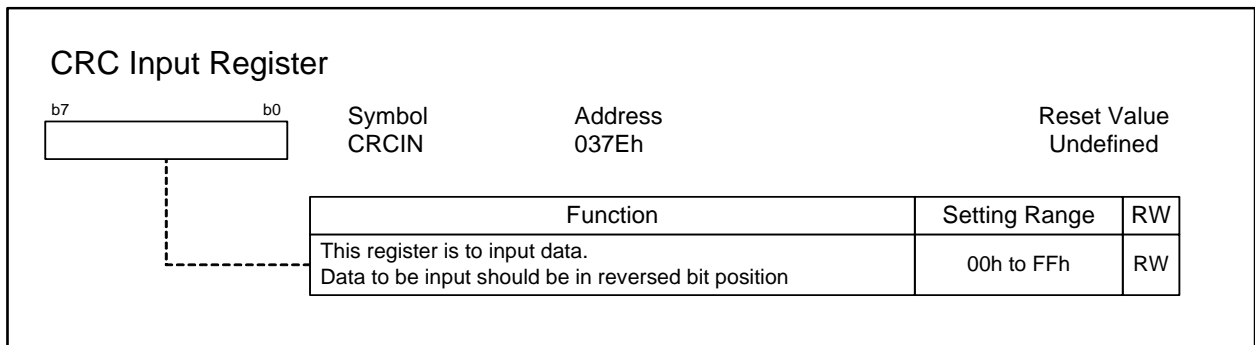 CRC Input Register
b7 b0
Symbol Address Reset Value
CRCIN 037Eh Undefined
Function Setting Range RW
This register is to input data.
Data to be input should be in reversed bit position
00h to FFh RW